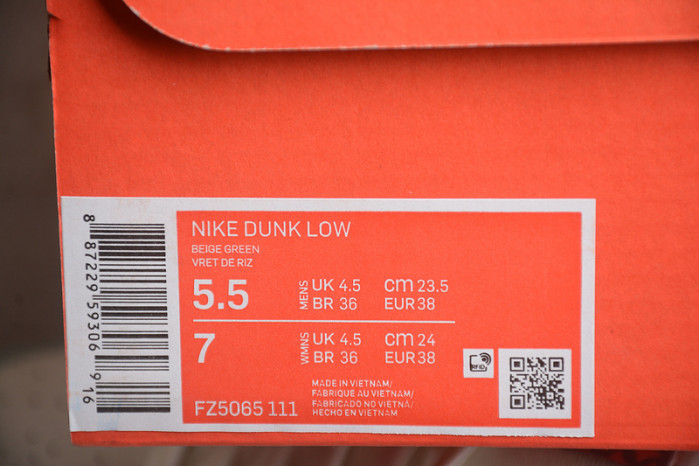 8 87229 59306 9 16
NIKE DUNK LOW
BEIGE GREEN
VRET DE RIZ
5.5 MENS UK 4.5 cm 23.5
BR 36 EUR 38
7 WMNS UK 4.5 cm 24
BR 36 EUR 38
RFID
MADE IN VIETNAM/
FABRIQUE AU VIETNAM/
FABRICADO NO VIETNÃ/
HECHO EN VIETNAM
FZ5065 111